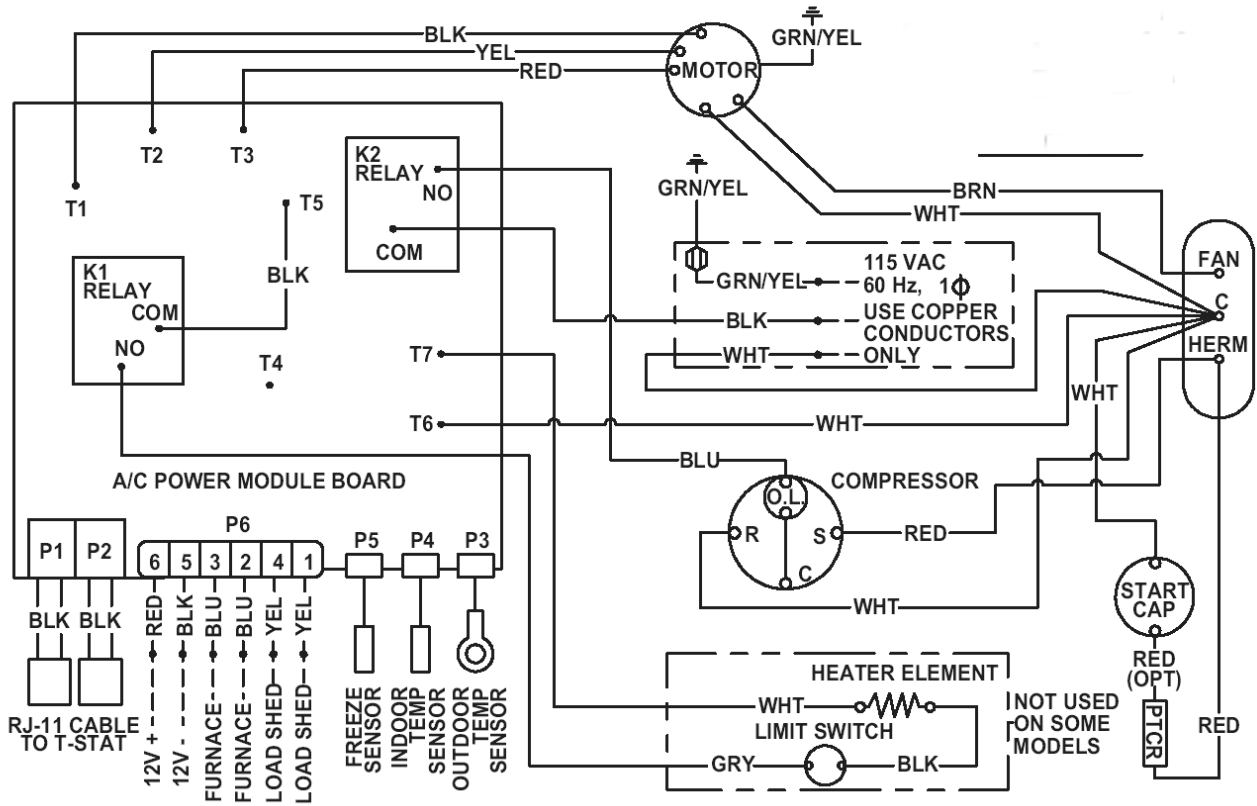 BLK
YEL
RED
MOTOR
GRN/YEL
T2
T3
T1
T5
K2
RELAY
NO
COM
BLK
K1
RELAY
COM
NO
T4
T7
T6
GRN/YEL
BRN
WHT
GRN/YEL
BLK
WHT
115 VAC
60 Hz, 1ϕ
USE COPPER
CONDUCTORS
ONLY
FAN
C
HERM
WHT
WHT
BLU
A/C POWER MODULE BOARD
COMPRESSOR
O.L.
R
S
C
RED
WHT
START
CAP
RED
(OPT)
PTCR
RED
P1
P2
P6
6
5
3
2
4
1
P5
P4
P3
BLK
BLK
RED
BLK
BLU
BLU
YEL
YEL
RJ-11 CABLE
TO T-STAT
12V +
12V -
FURNACE
FURNACE
LOAD SHED
LOAD SHED
FREEZE
SENSOR
INDOOR
TEMP
SENSOR
OUTDOOR
TEMP
SENSOR
HEATER ELEMENT
WHT
LIMIT SWITCH
GRY
BLK
NOT USED
ON SOME
MODELS